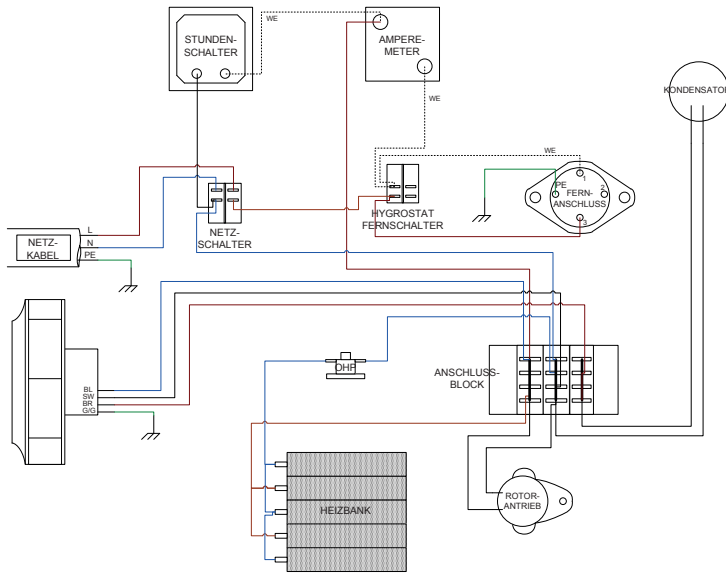 WE
STUNDEN-
SCHALTER
AMPERE-
METER
WE
KONDENSATOR
WE
1
PE
2
FERN-
ANSCHLUSS
3
HYGROSTAT
FERNSCHALTER
NETZ-
SCHALTER
L
N
PE
NETZ-
KABEL
OHP
ANSCHLUSS-
BLOCK
BL
SW
BR
G/G
HEIZBANK
ROTOR-
ANTRIEB